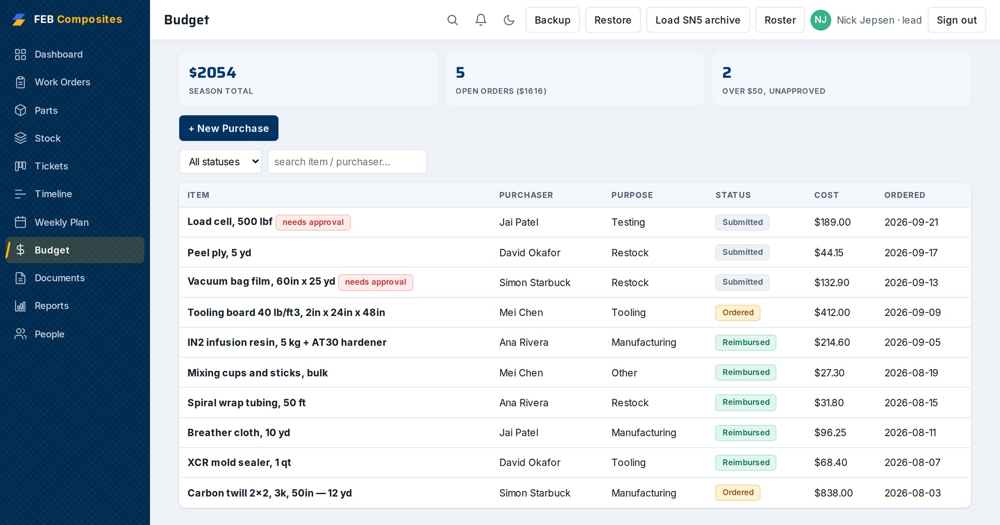 FEB Composites
Budget
Backup
Restore
Load SN5 archive
Roster
NJ
Nick Jepsen · lead
Sign out
Dashboard
Work Orders
Parts
Stock
Tickets
Timeline
Weekly Plan
Budget
Documents
Reports
People
$2054
SEASON TOTAL
5
OPEN ORDERS ($1616)
2
OVER $50, UNAPPROVED
+ New Purchase
All statuses
search item / purchaser...
ITEM PURCHASER PURPOSE STATUS COST ORDERED
Load cell, 500 lbf needs approval Jai Patel Testing Submitted $189.00 2026-09-21
Peel ply, 5 yd David Okafor Restock Submitted $44.15 2026-09-17
Vacuum bag film, 60in x 25 yd needs approval Simon Starbuck Restock Submitted $132.90 2026-09-13
Tooling board 40 lb/ft3, 2in x 24in x 48in Mei Chen Tooling Ordered $412.00 2026-09-09
IN2 infusion resin, 5 kg + AT30 hardener Ana Rivera Manufacturing Reimbursed $214.60 2026-09-05
Mixing cups and sticks, bulk Mei Chen Other Reimbursed $27.30 2026-08-19
Spiral wrap tubing, 50 ft Ana Rivera Restock Reimbursed $31.80 2026-08-15
Breather cloth, 10 yd Jai Patel Manufacturing Reimbursed $96.25 2026-08-11
XCR mold sealer, 1 qt David Okafor Tooling Reimbursed $68.40 2026-08-07
Carbon twill 2×2, 3k, 50in — 12 yd Simon Starbuck Manufacturing Ordered $838.00 2026-08-03